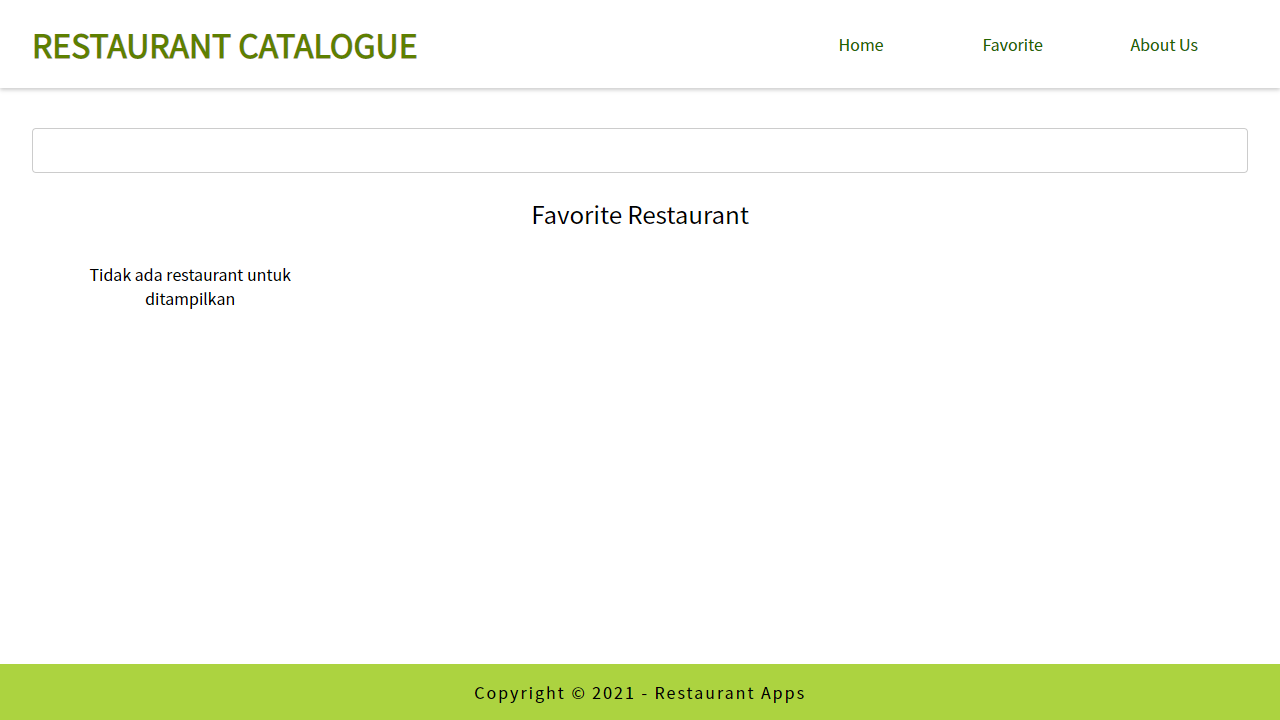 RESTAURANT CATALOGUE
Home
Favorite
About Us
Favorite Restaurant
Tidak ada restaurant untuk
ditampilkan
Copyright © 2021 - Restaurant Apps